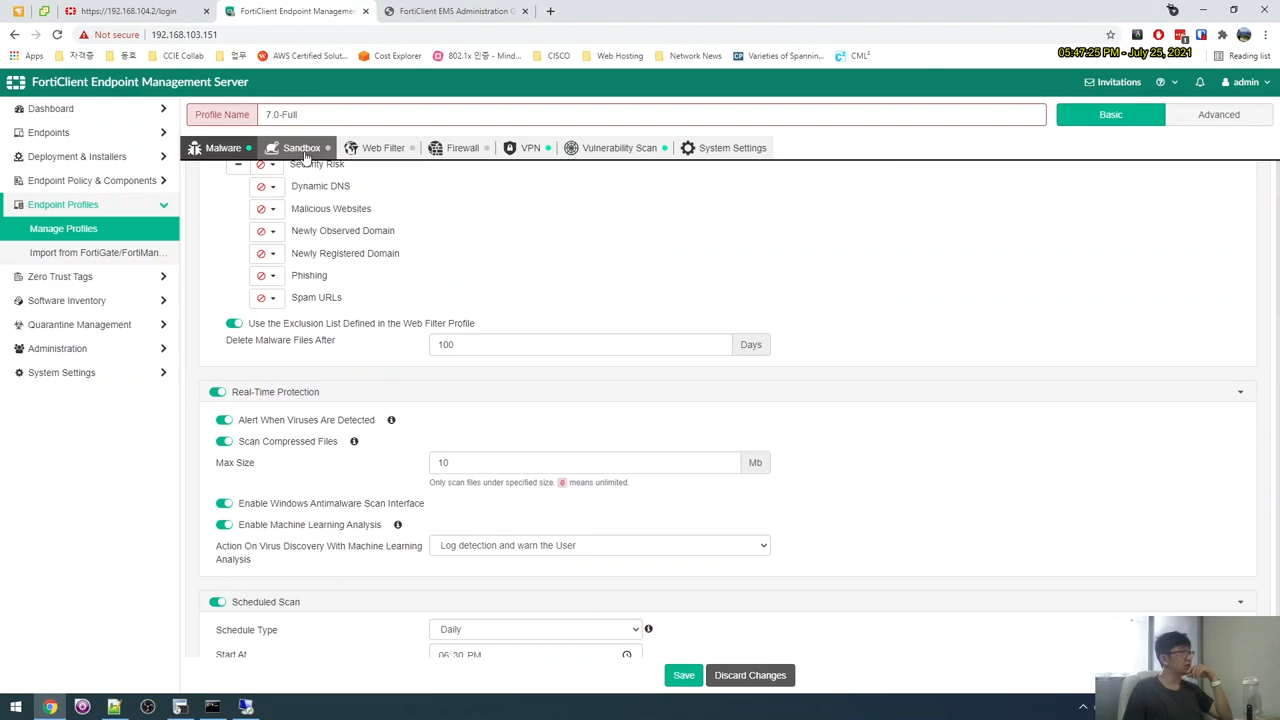 https://192.168.104.2/login
FortiClient Endpoint Managemen
FortiClient EMS Administration G
Not secure 192.168.103.151
Apps 자격증 동호 CCIE Collab 업무 AWS Certified Solut... Cost Explorer 802.1x 인증 - Mind... CISCO Web Hosting Network News Varieties of Spannin... CML² Reading list
05:47:25 PM - July 25, 2021
FortiClient Endpoint Management Server
Invitations
admin
Dashboard
Endpoints
Deployment & Installers
Endpoint Policy & Components
Endpoint Profiles
Manage Profiles
Import from FortiGate/FortiMan...
Zero Trust Tags
Software Inventory
Quarantine Management
Administration
System Settings
Profile Name 7.0-Full
Basic Advanced
Malware Sandbox Web Filter Firewall VPN Vulnerability Scan System Settings
Security Risk
Dynamic DNS
Malicious Websites
Newly Observed Domain
Newly Registered Domain
Phishing
Spam URLs
Use the Exclusion List Defined in the Web Filter Profile
Delete Malware Files After 100 Days
Real-Time Protection
Alert When Viruses Are Detected
Scan Compressed Files
Max Size 10 Mb
Only scan files under specified size. 0 means unlimited.
Enable Windows Antimalware Scan Interface
Enable Machine Learning Analysis
Action On Virus Discovery With Machine Learning Log detection and warn the User
Analysis
Scheduled Scan
Schedule Type Daily
Start At 06:30 PM
Save Discard Changes